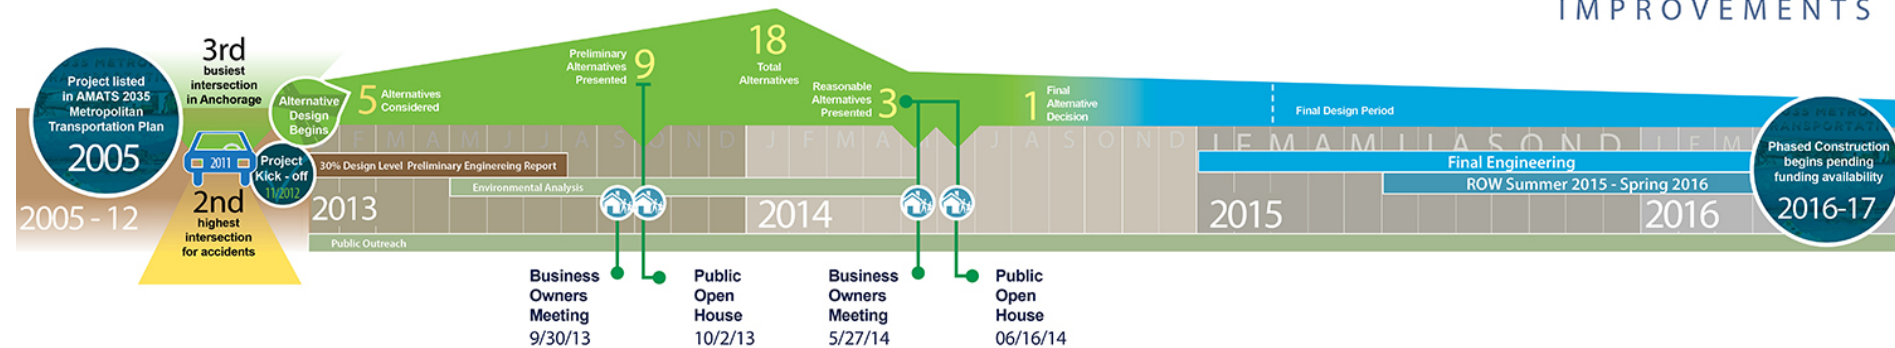 IMPROVEMENTS
Project listed
in AMATS 2035
Metropolitan
Transportation Plan
2005
2005 - 12
3rd
busiest
intersection
in Anchorage
2011
2nd
highest
intersection
for accidents
Alternative
Design
Begins
Project
Kick - off
11/2012
5
Alternatives
Considered
Preliminary
Alternatives
Presented
9
18
Total
Alternatives
Reasonable
Alternatives
Presented
3
1
Final
Alternative
Decision
Final Design Period
F M A M J J A S O N D
J F M A J A S O N D
J F M A M J J A S O N D
J F M
30% Design Level Preliminary Enginereing Report
Environmental Analysis
Final Engineering
ROW Summer 2015 - Spring 2016
2013
2014
2015
2016
Public Outreach
Phased Construction
begins pending
funding availability
2016-17
Business
Owners
Meeting
9/30/13
Public
Open
House
10/2/13
Business
Owners
Meeting
5/27/14
Public
Open
House
06/16/14